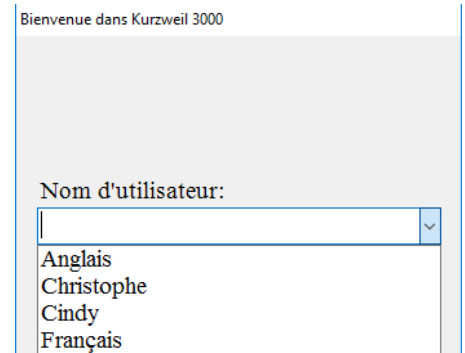 Bienvenue dans Kurzweil 3000
Nom d'utilisateur:
Anglais
Christophe
Cindy
Français